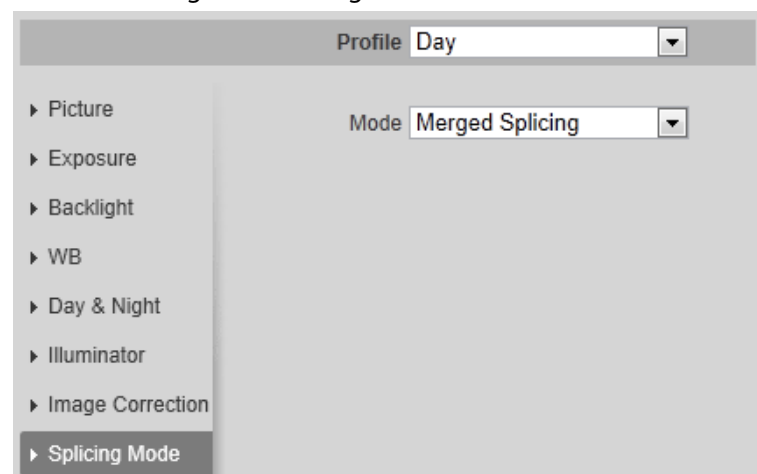 Profile Day
Picture
Mode Merged Splicing
Exposure
Backlight
WB
Day & Night
Illuminator
Image Correction
Splicing Mode